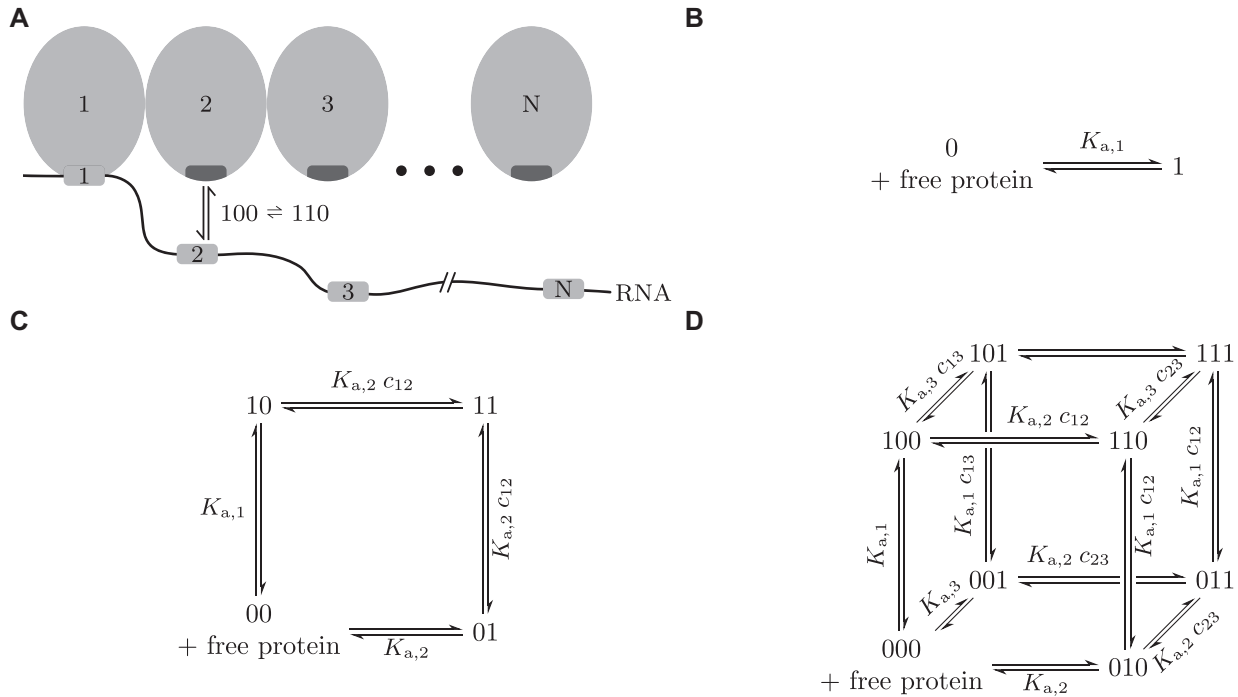 A
1
2
3
N
1
100 ⇌ 110
2
3
N
RNA
B
0
+ free protein
K_{a,1}
1
C
K_{a,2} c_{12}
10
11
K_{a,1}
K_{a,2} c_{12}
00
+ free protein
01
K_{a,2}
D
101
111
K_{a,3} c_{13}
K_{a,3} c_{23}
K_{a,2} c_{12}
100
110
K_{a,1}
K_{a,1} c_{13}
K_{a,1} c_{12}
K_{a,1} c_{12}
K_{a,2} c_{23}
001
011
K_{a,3}
000
+ free protein
K_{a,2}
010
K_{a,2} c_{23}